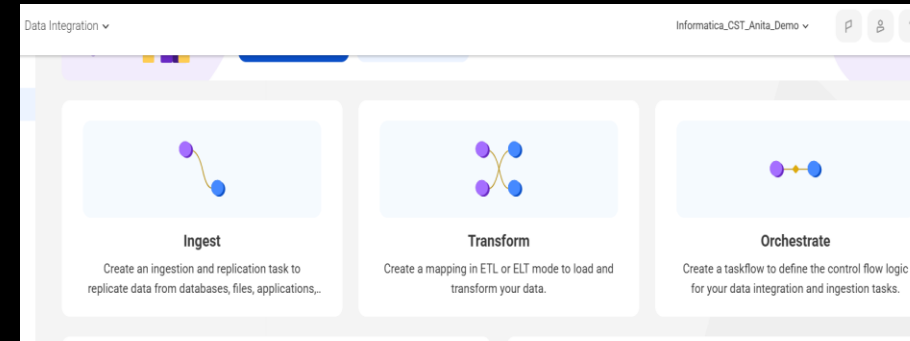 Data Integration
Informatica_CST_Anita_Demo
Ingest
Create an ingestion and replication task to
replicate data from databases, files, applications,..
Transform
Create a mapping in ETL or ELT mode to load and
transform your data.
Orchestrate
Create a taskflow to define the control flow logic
for your data integration and ingestion tasks.